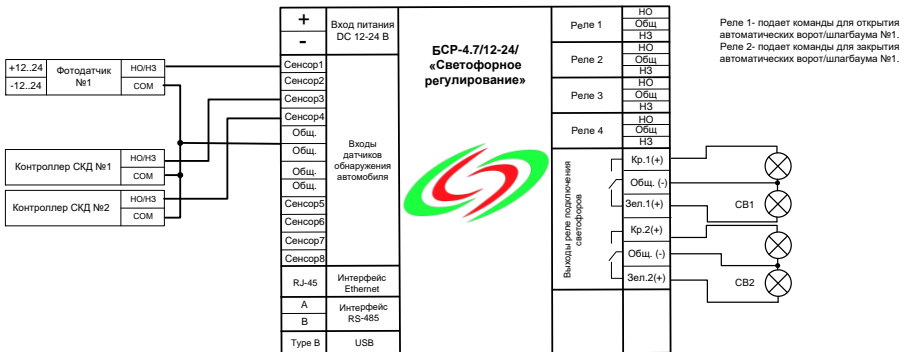 +
-
Вход питания
DC 12-24 В
БСР-4.7/12-24/
«Светофорное
регулирование»
Реле 1
НО
Общ
НЗ
Реле 2
НО
Общ
НЗ
Реле 3
НО
Общ
НЗ
Реле 4
НО
Общ
НЗ
Реле 1- подает команды для открытия
автоматических ворот/шлагбаума №1.
Реле 2- подает команды для закрытия
автоматических ворот/шлагбаума №1.
+12..24
-12..24
Фотодатчик
№1
НО/НЗ
COM
Контроллер СКД №1
НО/НЗ
COM
Контроллер СКД №2
НО/НЗ
COM
Сенсор1
Сенсор2
Сенсор3
Сенсор4
Общ.
Общ.
Общ.
Общ.
Сенсор5
Сенсор6
Сенсор7
Сенсор8
Входы
датчиков
обнаружения
автомобиля
RJ-45
Интерфейс
Ethernet
A
B
Интерфейс
RS-485
Type B
USB
Выходы реле подключения
светофоров
Кр.1(+)
Общ. (-)
Зел.1(+)
Кр.2(+)
Общ. (-)
Зел.2(+)
СВ1
СВ2